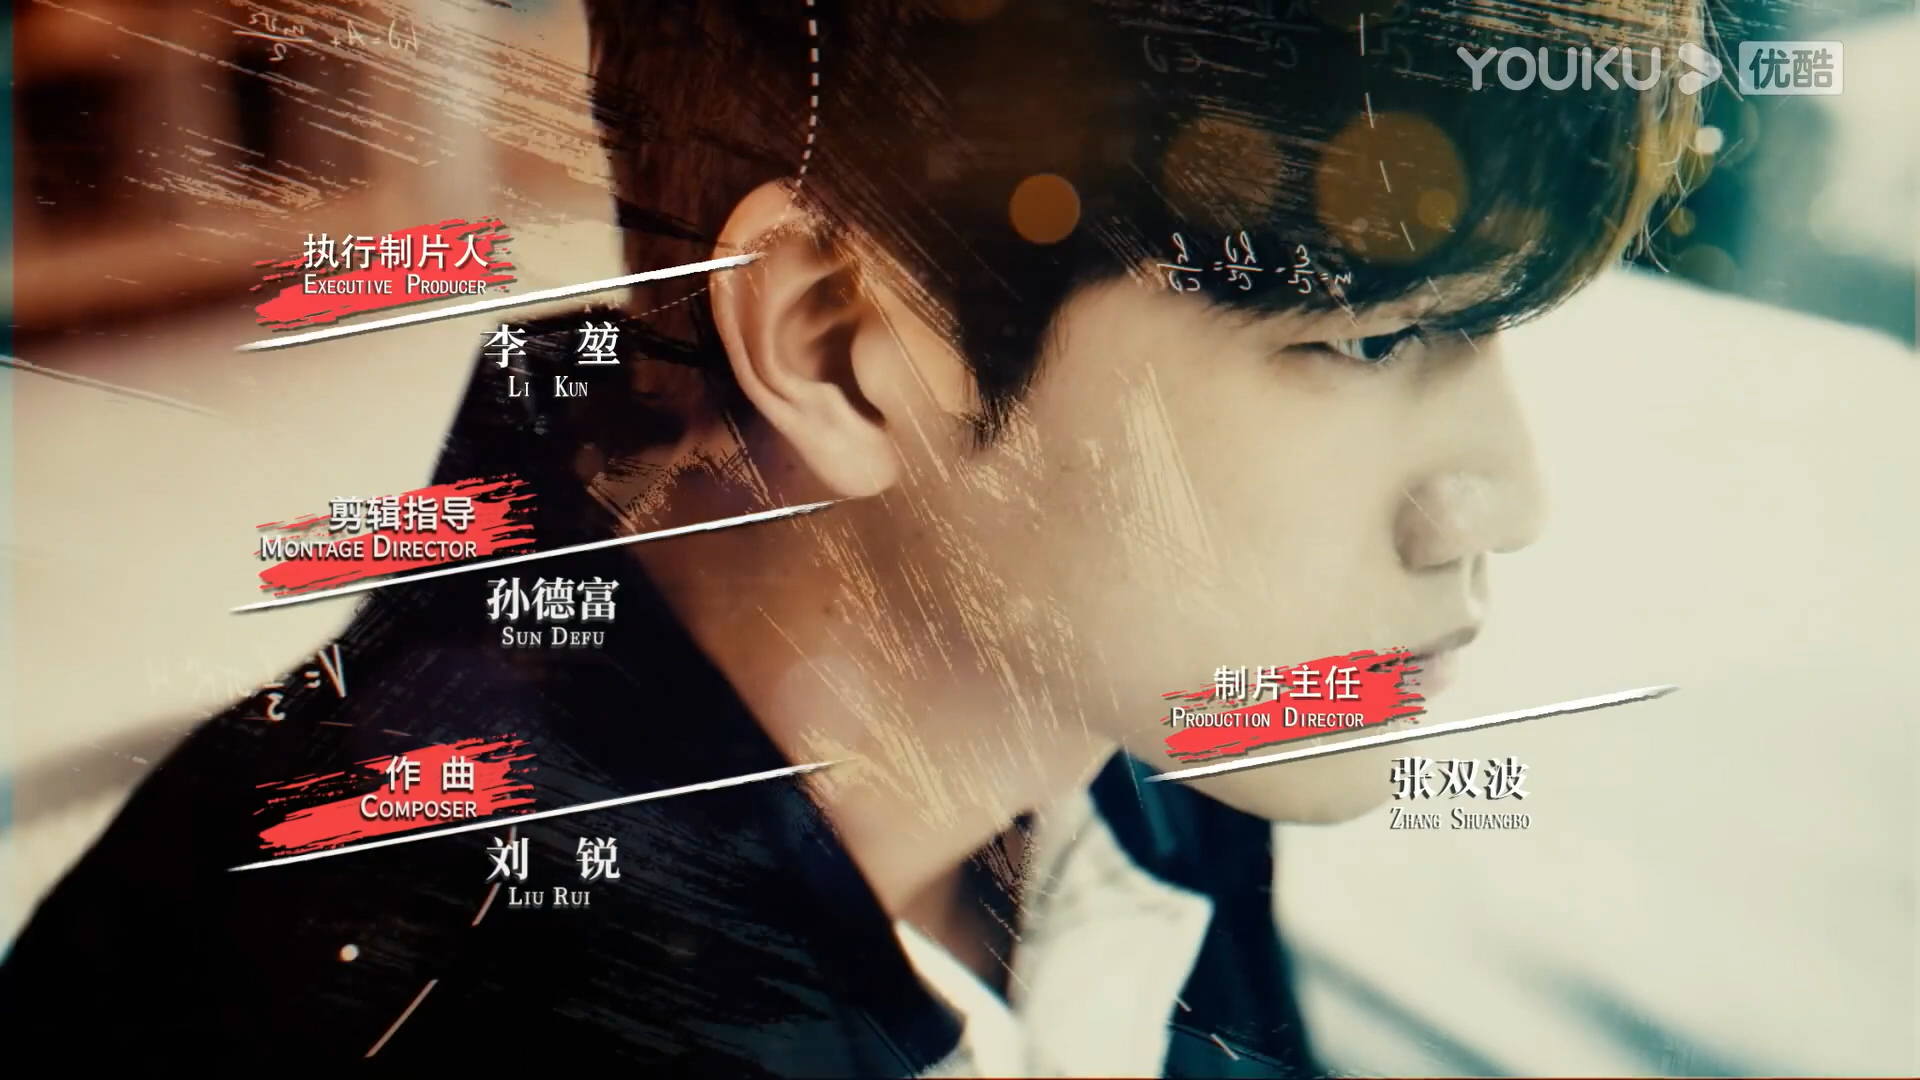 YOUKU 优酷
执行制片人
EXECUTIVE PRODUCER
李 堃
LI KUN
剪辑指导
MONTAGE DIRECTOR
孙德富
SUN DEFU
制片主任
PRODUCTION DIRECTOR
张双波
ZHANG SHUANGBO
作 曲
COMPOSER
刘 锐
LIU RUI